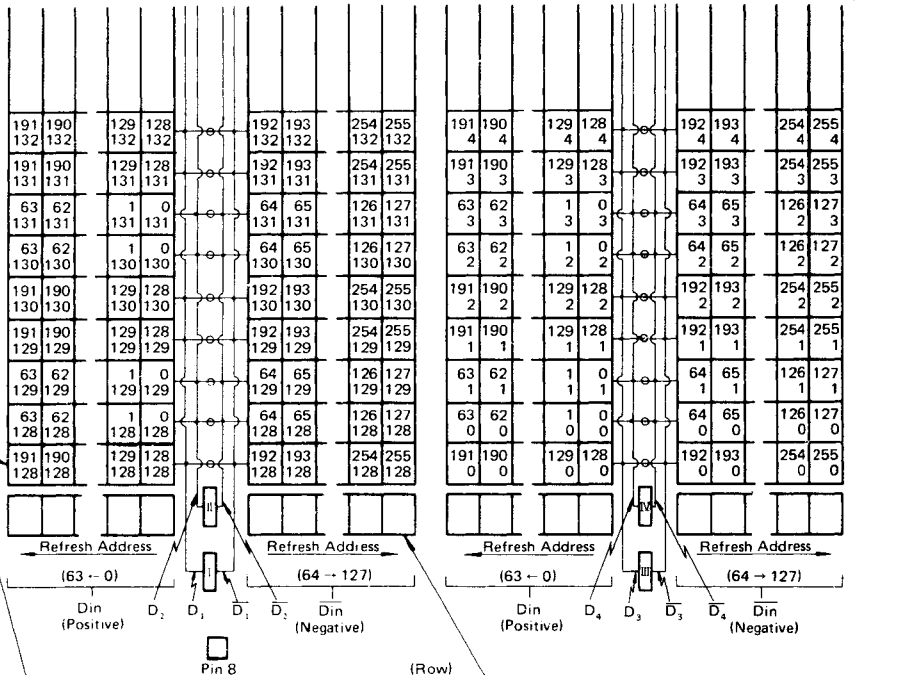 191 190 129 128 192 193 254 255 191 190 129 128 192 193 254 255
132 132 132 132 132 132 132 132 4 4 4 4 4 4 4 4
191 190 129 128 192 193 254 255 191 190 129 128 192 193 254 255
131 131 131 131 131 131 131 131 3 3 3 3 3 3 3 3
63 62 1 0 64 65 126 127 63 62 1 0 64 65 126 127
131 131 131 131 131 131 131 131 3 3 3 3 3 3 2 3
63 62 1 0 64 65 126 127 63 62 1 0 64 65 126 127
130 130 130 130 130 130 130 130 2 2 2 2 2 2 2 2
191 190 129 128 192 193 254 255 191 190 129 128 192 193 254 255
130 130 130 130 130 130 130 130 2 2 2 2 2 2 2 2
191 190 129 128 192 193 254 255 191 190 129 128 192 193 254 255
129 129 129 129 129 129 129 129 1 1 1 1 1 1 1 1
63 62 1 0 64 65 126 127 63 62 1 0 64 65 126 127
129 129 129 129 129 129 129 129 1 1 1 1 1 1 1 1
63 62 1 0 64 65 126 127 63 62 1 0 64 65 126 127
128 128 128 128 128 128 128 128 0 0 0 0 0 0 0 0
191 190 129 128 192 193 254 255 191 190 129 128 192 193 254 255
128 128 128 128 128 128 128 128 0 0 0 0 0 0 0 0
II IV
Refresh Address Refresh Address Refresh Address Refresh Address
(63 ← 0) I (64 → 127) (63 ← 0) III (64 → 127)
Din D₂ D₁ D̅₁ D̅₂ D̅i̅n̅ Din D₄ D₃ D̅₃ D̅₄ D̅i̅n̅
(Positive) (Negative) (Positive) (Negative)
Pin 8 (Row)